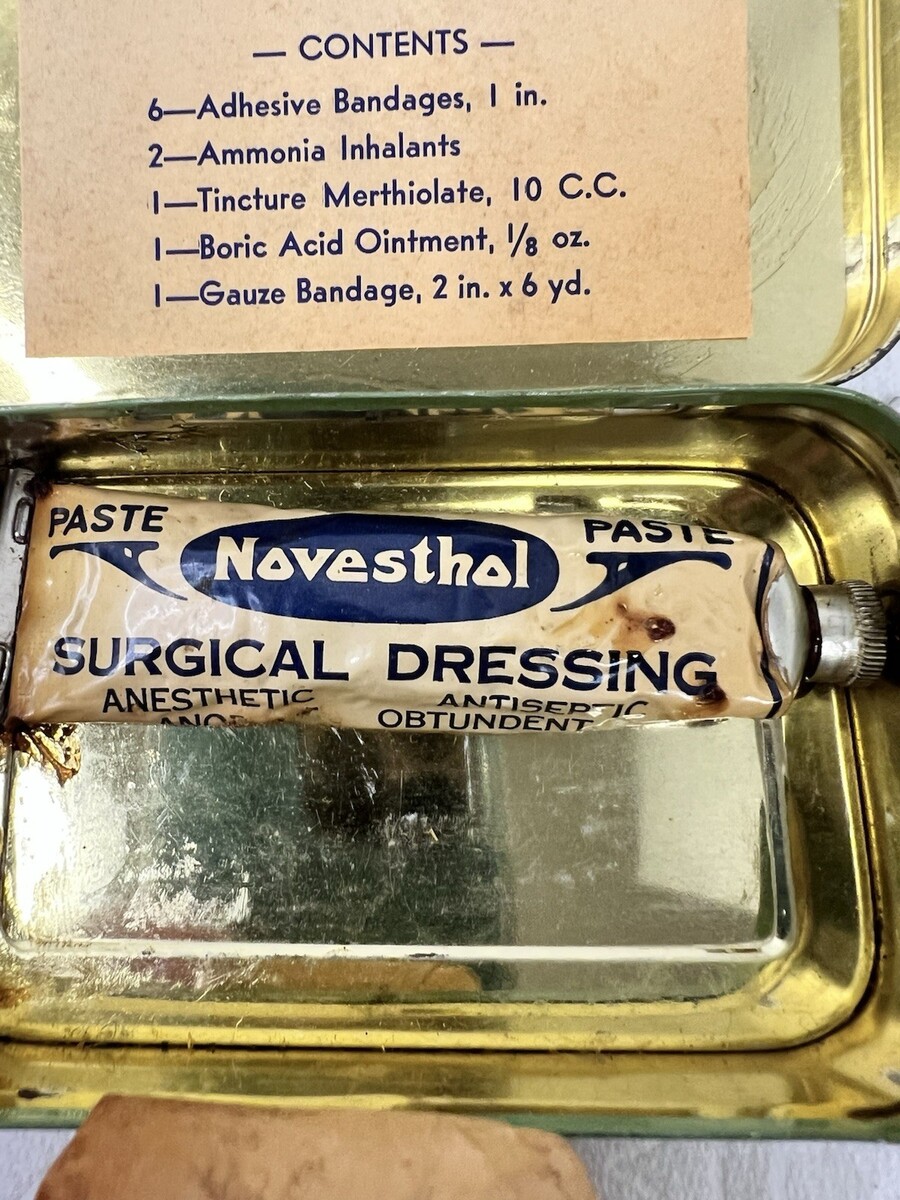 — CONTENTS —
6—Adhesive Bandages, 1 in.
2—Ammonia Inhalants
1—Tincture Merthiolate, 10 C.C.
1—Boric Acid Ointment, 1/8 oz.
1—Gauze Bandage, 2 in. x 6 yd.
PASTE Novesthol PASTE
SURGICAL DRESSING
ANESTHETIC ANTISEPTIC
OBTUNDENT